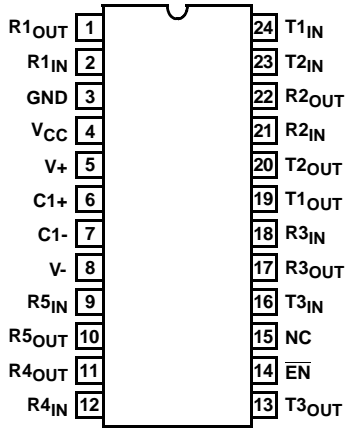 R1OUT 1 24 T1IN
R1IN 2 23 T2IN
GND 3 22 R2OUT
VCC 4 21 R2IN
V+ 5 20 T2OUT
C1+ 6 19 T1OUT
C1- 7 18 R3IN
V- 8 17 R3OUT
R5IN 9 16 T3IN
R5OUT 10 15 NC
R4OUT 11 14 E̅N̅
R4IN 12 13 T3OUT